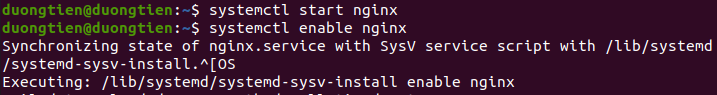 duongtien@duongtien:~$ systemctl start nginx
duongtien@duongtien:~$ systemctl enable nginx
Synchronizing state of nginx.service with SysV service script with /lib/systemd
/systemd-sysv-install.^[OS
Executing: /lib/systemd/systemd-sysv-install enable nginx